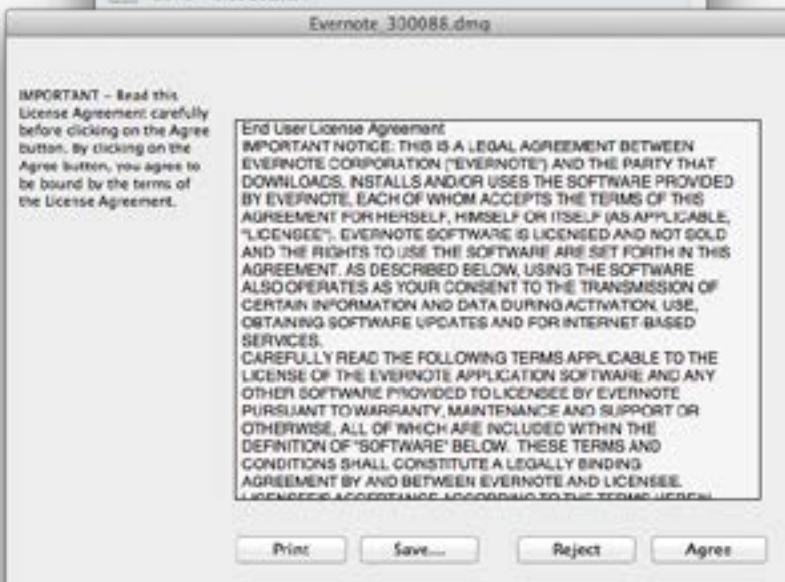 Evernote_300088.dmg
IMPORTANT – Read this
License Agreement carefully
before clicking on the Agree
button. By clicking on the
Agree button, you agree to
be bound by the terms of
the License Agreement.
End User License Agreement
IMPORTANT NOTICE: THIS IS A LEGAL AGREEMENT BETWEEN
EVERNOTE CORPORATION ("EVERNOTE") AND THE PARTY THAT
DOWNLOADS, INSTALLS AND/OR USES THE SOFTWARE PROVIDED
BY EVERNOTE, EACH OF WHOM ACCEPTS THE TERMS OF THIS
AGREEMENT FOR HERSELF, HIMSELF OR ITSELF (AS APPLICABLE,
"LICENSEE"). EVERNOTE SOFTWARE IS LICENSED AND NOT SOLD
AND THE RIGHTS TO USE THE SOFTWARE ARE SET FORTH IN THIS
AGREEMENT. AS DESCRIBED BELOW, USING THE SOFTWARE
ALSO OPERATES AS YOUR CONSENT TO THE TRANSMISSION OF
CERTAIN INFORMATION AND DATA DURING ACTIVATION, USE,
OBTAINING SOFTWARE UPDATES AND FOR INTERNET-BASED
SERVICES.
CAREFULLY READ THE FOLLOWING TERMS APPLICABLE TO THE
LICENSE OF THE EVERNOTE APPLICATION SOFTWARE AND ANY
OTHER SOFTWARE PROVIDED TO LICENSEE BY EVERNOTE
PURSUANT TO WARRANTY, MAINTENANCE AND SUPPORT OR
OTHERWISE, ALL OF WHICH ARE INCLUDED WITHIN THE
DEFINITION OF "SOFTWARE" BELOW. THESE TERMS AND
CONDITIONS SHALL CONSTITUTE A LEGALLY BINDING
AGREEMENT BY AND BETWEEN EVERNOTE AND LICENSEE.
LICENSEE'S ACCEPTANCE ACCORDING TO THE TERMS HEREIN
Print
Save...
Reject
Agree